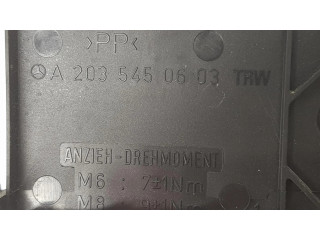 >PP<
A 203 545 06 03 TRW
ANZIEH-DREHMOMENT
M6 : 7±1Nm
M8